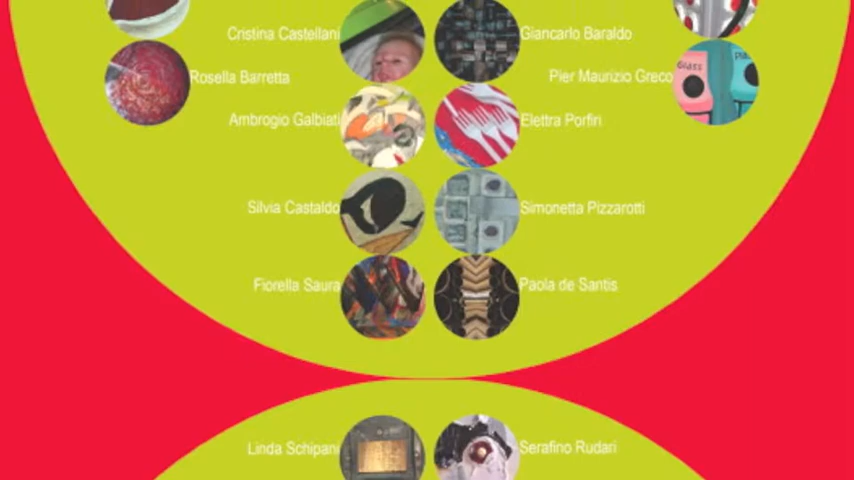 Cristina Castellani
Giancarlo Baraldo
Rosella Barretta
Pier Maurizio Greco
GLASS
Ambrogio Galbiati
Elettra Porfiri
Silvia Castaldo
Simonetta Pizzarotti
Fiorella Saura
Paola de Santis
Linda Schipani
Serafino Rudari